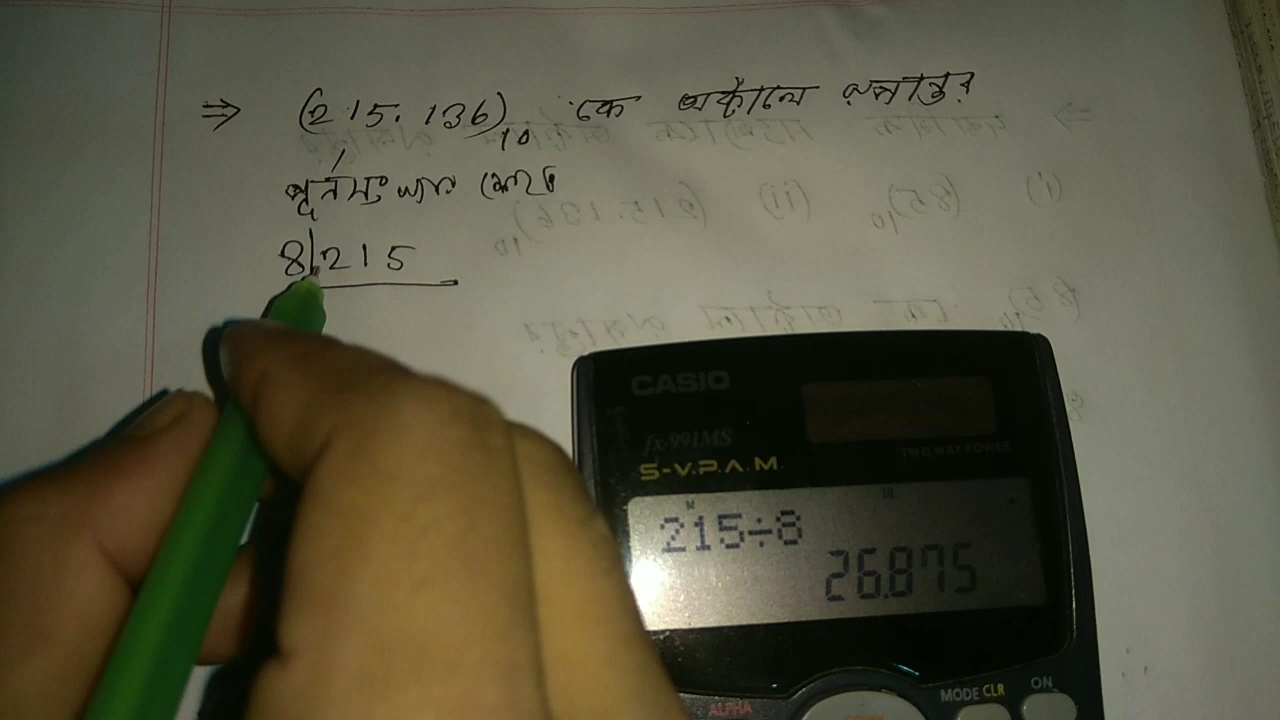 ⇒ (215.136)₁₀ কে অক্টালে রূপান্তর
পূর্ণসংখ্যার ক্ষেত্রে
8|215
CASIO
fx-991MS
TWO WAY POWER
S-V.P.A.M.
215÷8
26.875
MODE CLR ON
ALPHA